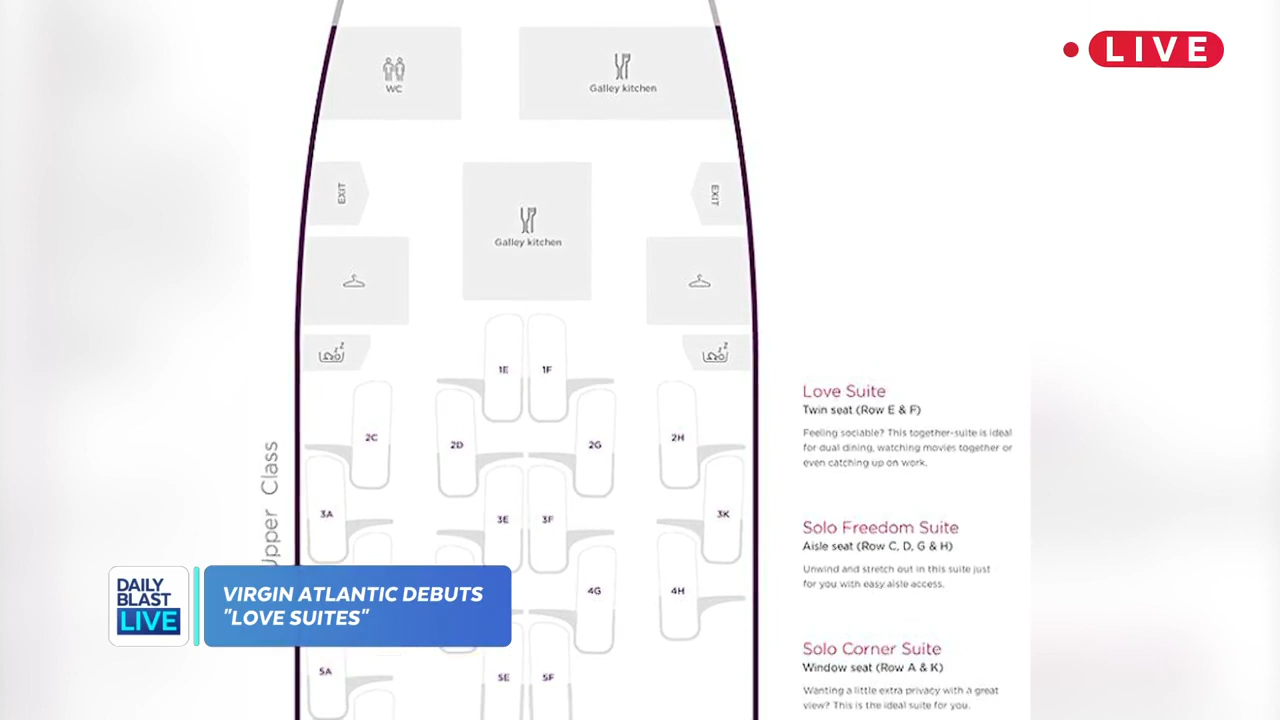 LIVE
WC
Galley kitchen
EXIT
EXIT
Galley kitchen
1E 1F
2C 2D 2G 2H
3A 3E 3F 3K
4G 4H
5A 5E 5F
Upper Class
Love Suite
Twin seat (Row E & F)
Feeling sociable? This together-suite is ideal
for dual dining, watching movies together or
even catching up on work.
Solo Freedom Suite
Aisle seat (Row C, D, G & H)
Unwind and stretch out in this suite just
for you with easy aisle access.
Solo Corner Suite
Window seat (Row A & K)
Wanting a little extra privacy with a great
view? This is the ideal suite for you.
DAILY
BLAST
LIVE
VIRGIN ATLANTIC DEBUTS
"LOVE SUITES"